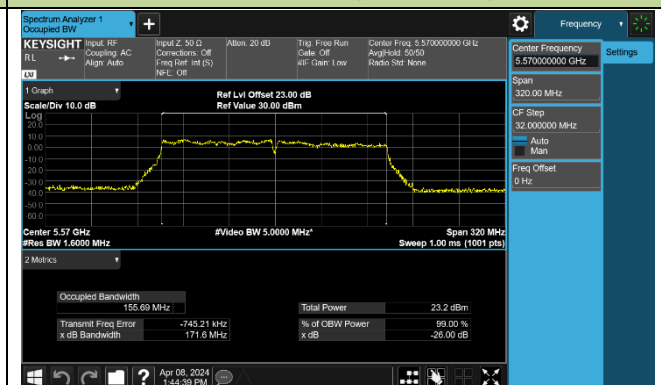 Spectrum Analyzer 1
Occupied BW
Frequency
KEYSIGHT
RL
LXI
Input: RF
Coupling: AC
Align: Auto
Input Z: 50 Ω
Corrections: Off
Freq Ref: Int (S)
NFE: Off
Atten: 20 dB
Trig: Free Run
Gate: Off
#IF Gain: Low
Center Freq: 5.570000000 GHz
Avg|Hold: 50/50
Radio Std: None
Center Frequency
5.570000000 GHz
Settings
Span
320.00 MHz
CF Step
32.000000 MHz
Auto
Man
Freq Offset
0 Hz
1 Graph
Scale/Div 10.0 dB
Ref Lvl Offset 23.00 dB
Ref Value 30.00 dBm
Log
20.0
10.0
0.00
-10.0
-20.0
-30.0
-40.0
-50.0
-60.0
Center 5.57 GHz
#Res BW 1.6000 MHz
#Video BW 5.0000 MHz*
Span 320 MHz
Sweep 1.00 ms (1001 pts)
2 Metrics
Occupied Bandwidth
155.69 MHz
Total Power 23.2 dBm
Transmit Freq Error -745.21 kHz
% of OBW Power 99.00 %
x dB Bandwidth 171.6 MHz
x dB -26.00 dB
?
Apr 08, 2024
1:44:39 PM